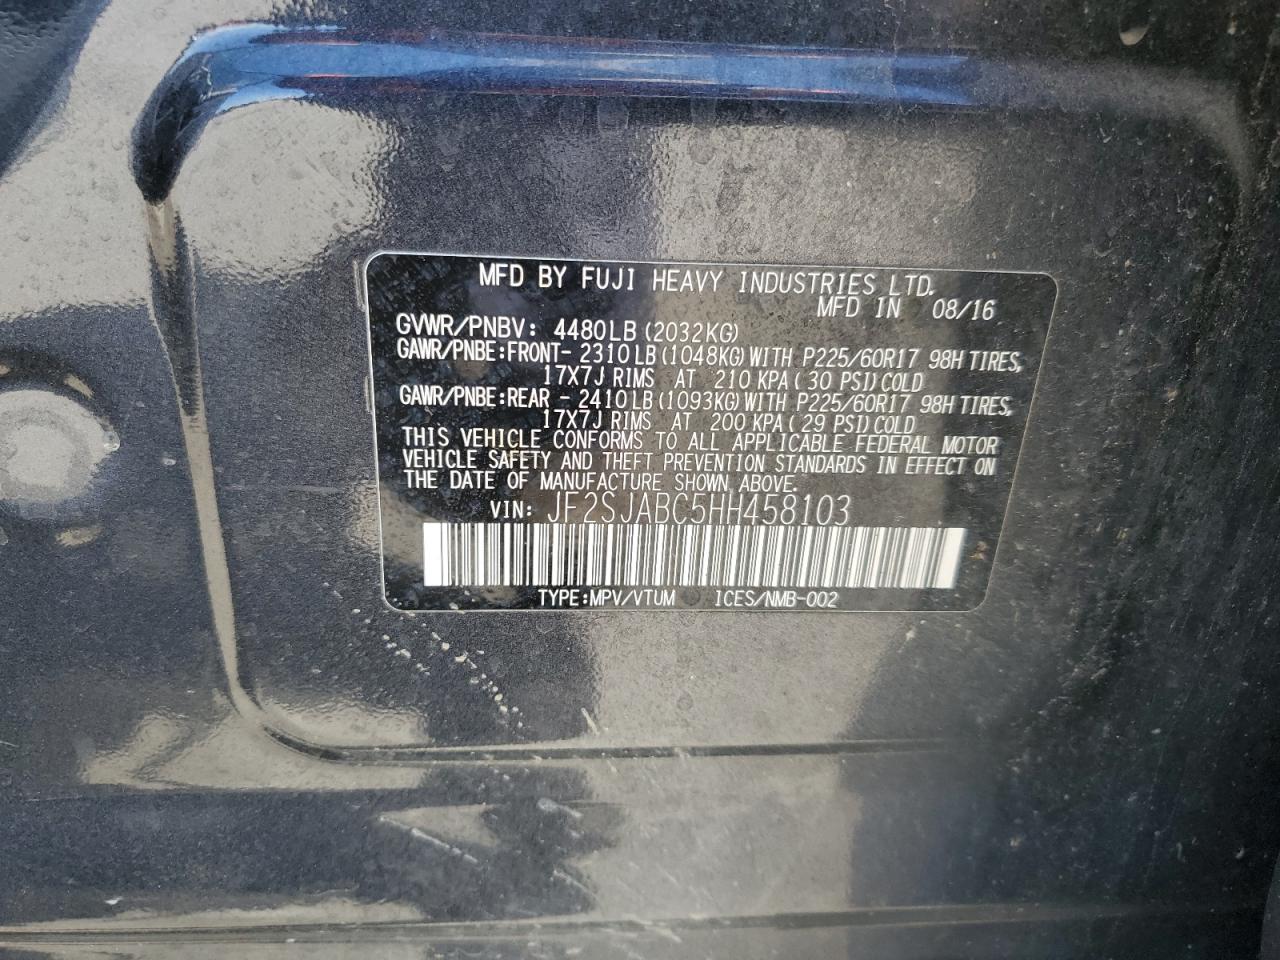 MFD BY FUJI HEAVY INDUSTRIES LTD.
MFD IN 08/16
GVWR/PNBV: 4480LB (2032KG)
GAWR/PNBE:FRONT- 2310LB (1048KG) WITH P225/60R17 98H TIRES,
17X7J RIMS AT 210 KPA (30 PSI) COLD
GAWR/PNBE:REAR - 2410LB (1093KG) WITH P225/60R17 98H TIRES,
17X7J RIMS AT 200 KPA (29 PSI) COLD
THIS VEHICLE CONFORMS TO ALL APPLICABLE FEDERAL MOTOR
VEHICLE SAFETY AND THEFT PREVENTION STANDARDS IN EFFECT ON
THE DATE OF MANUFACTURE SHOWN ABOVE.
VIN: JF2SJABC5HH458103
TYPE:MPV/VTUM ICES/NMB-002